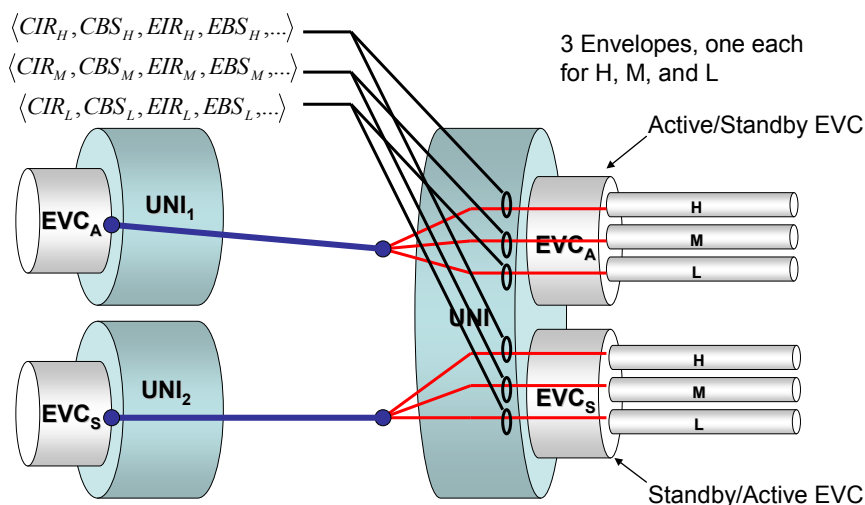 ⟨CIR_H, CBS_H, EIR_H, EBS_H,...⟩
⟨CIR_M, CBS_M, EIR_M, EBS_M,...⟩
⟨CIR_L, CBS_L, EIR_L, EBS_L,...⟩
3 Envelopes, one each
for H, M, and L
Active/Standby EVC
EVC_A
UNI_1
UNI
EVC_A
H
M
L
EVC_S
UNI_2
EVC_S
H
M
L
Standby/Active EVC